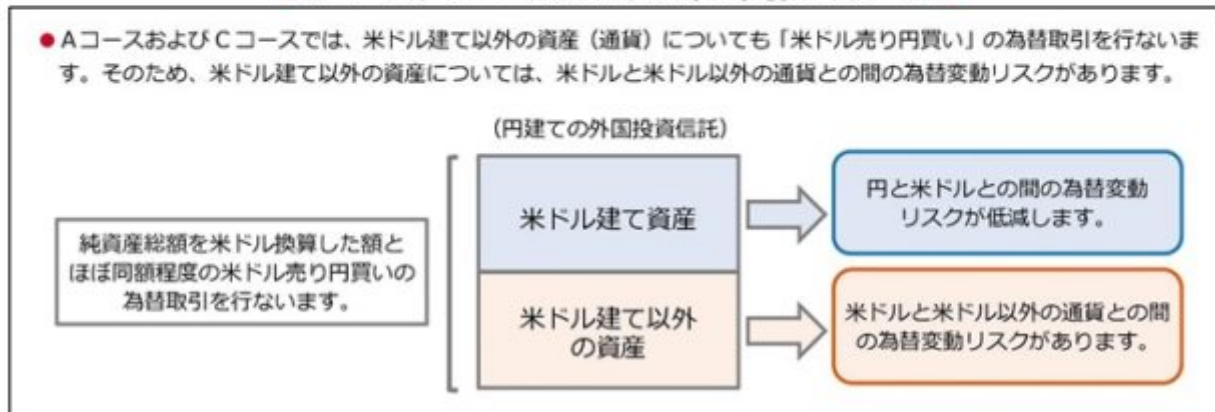 ●AコースおよびCコースでは、米ドル建て以外の資産（通貨）についても「米ドル売り円買い」の為替取引を行ないま
す。そのため、米ドル建て以外の資産については、米ドルと米ドル以外の通貨との間の為替変動リスクがあります。
（円建ての外国投資信託）
純資産総額を米ドル換算した額と
ほぼ同額程度の米ドル売り円買いの
為替取引を行ないます。
米ドル建て資産
円と米ドルとの間の為替変動
リスクが低減します。
米ドル建て以外
の資産
米ドルと米ドル以外の通貨との間
の為替変動リスクがあります。